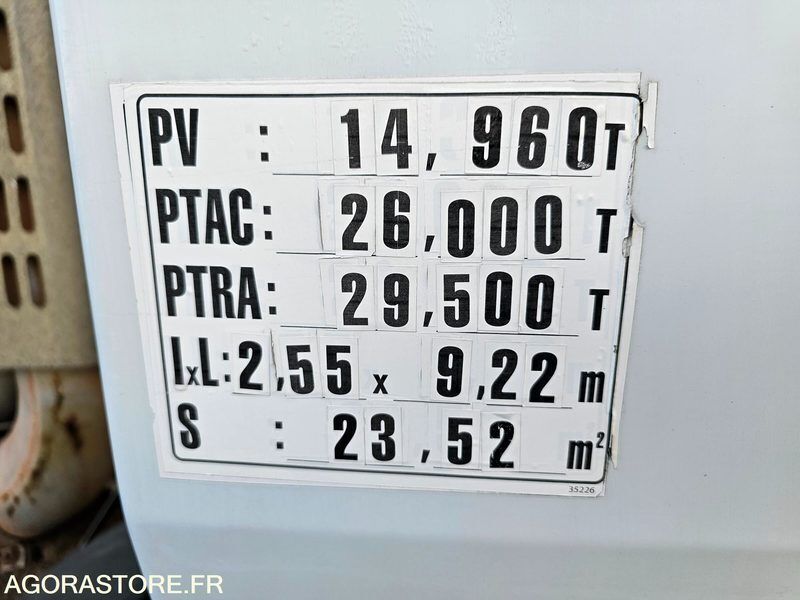 PV : 14,960 T
PTAC : 26,000 T
PTRA : 29,500 T
lxL : 2,55 x 9,22 m
S : 23,52 m²
35226
AGORASTORE.FR